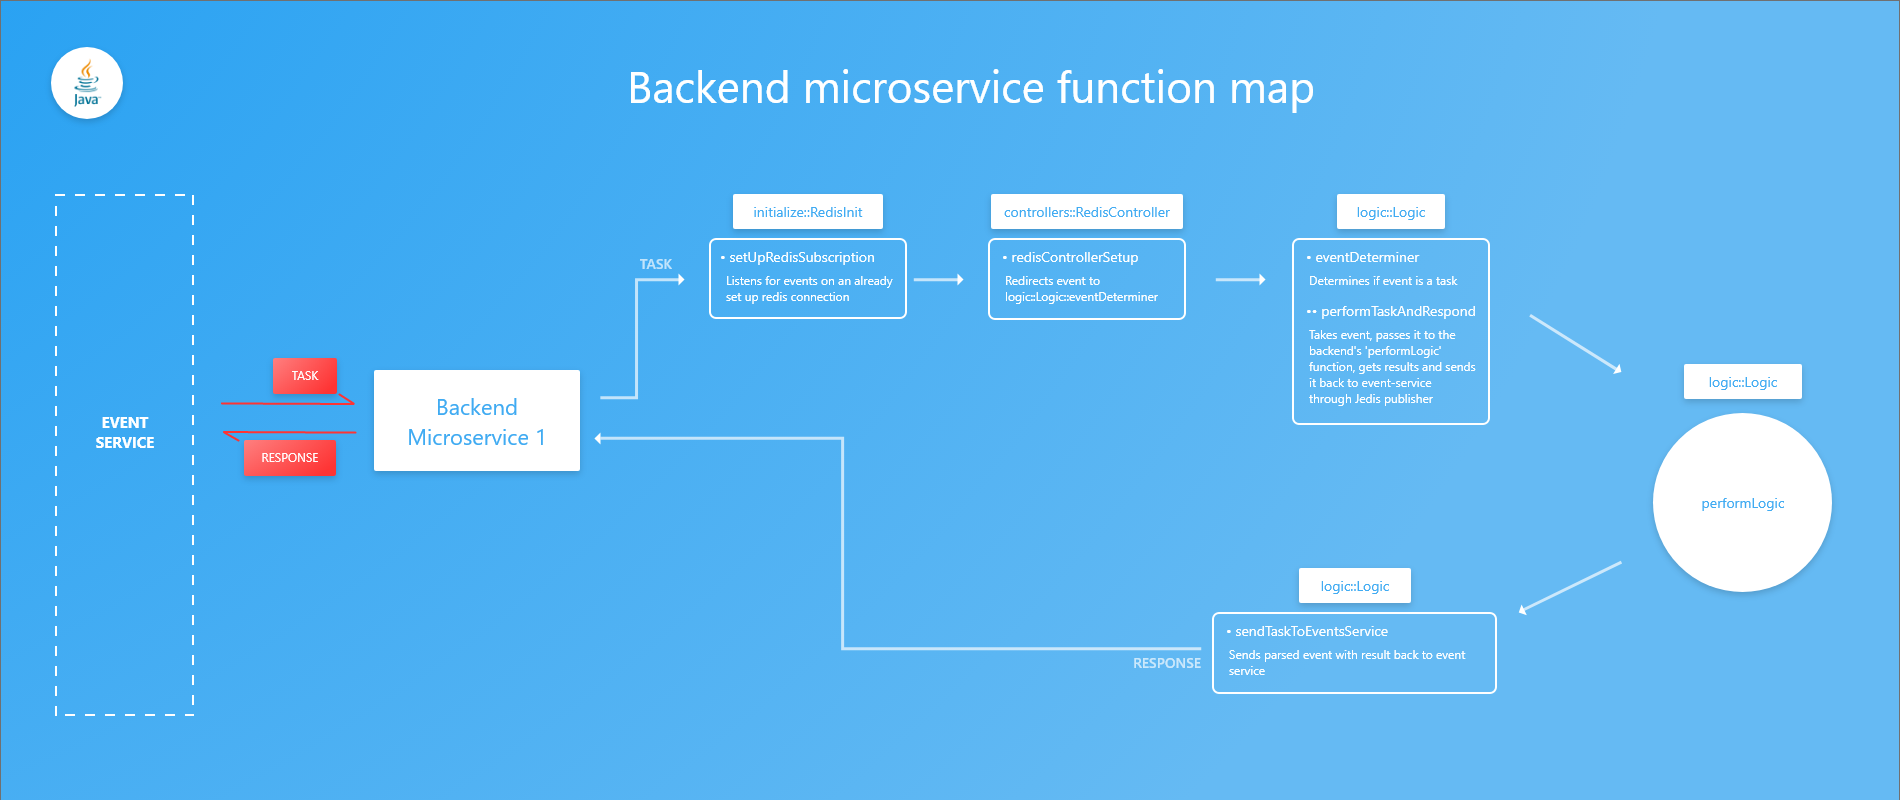 Java
Backend microservice function map
EVENT
SERVICE
TASK
RESPONSE
Backend
Microservice 1
TASK
initialize::RedisInit
• setUpRedisSubscription
Listens for events on an already
set up redis connection
controllers::RedisController
• redisControllerSetup
Redirects event to
logic::Logic::eventDeterminer
logic::Logic
• eventDeterminer
Determines if event is a task
•• performTaskAndRespond
Takes event, passes it to the
backend's 'performLogic'
function, gets results and sends
it back to event-service
through Jedis publisher
logic::Logic
performLogic
logic::Logic
• sendTaskToEventsService
Sends parsed event with result back to event
service
RESPONSE